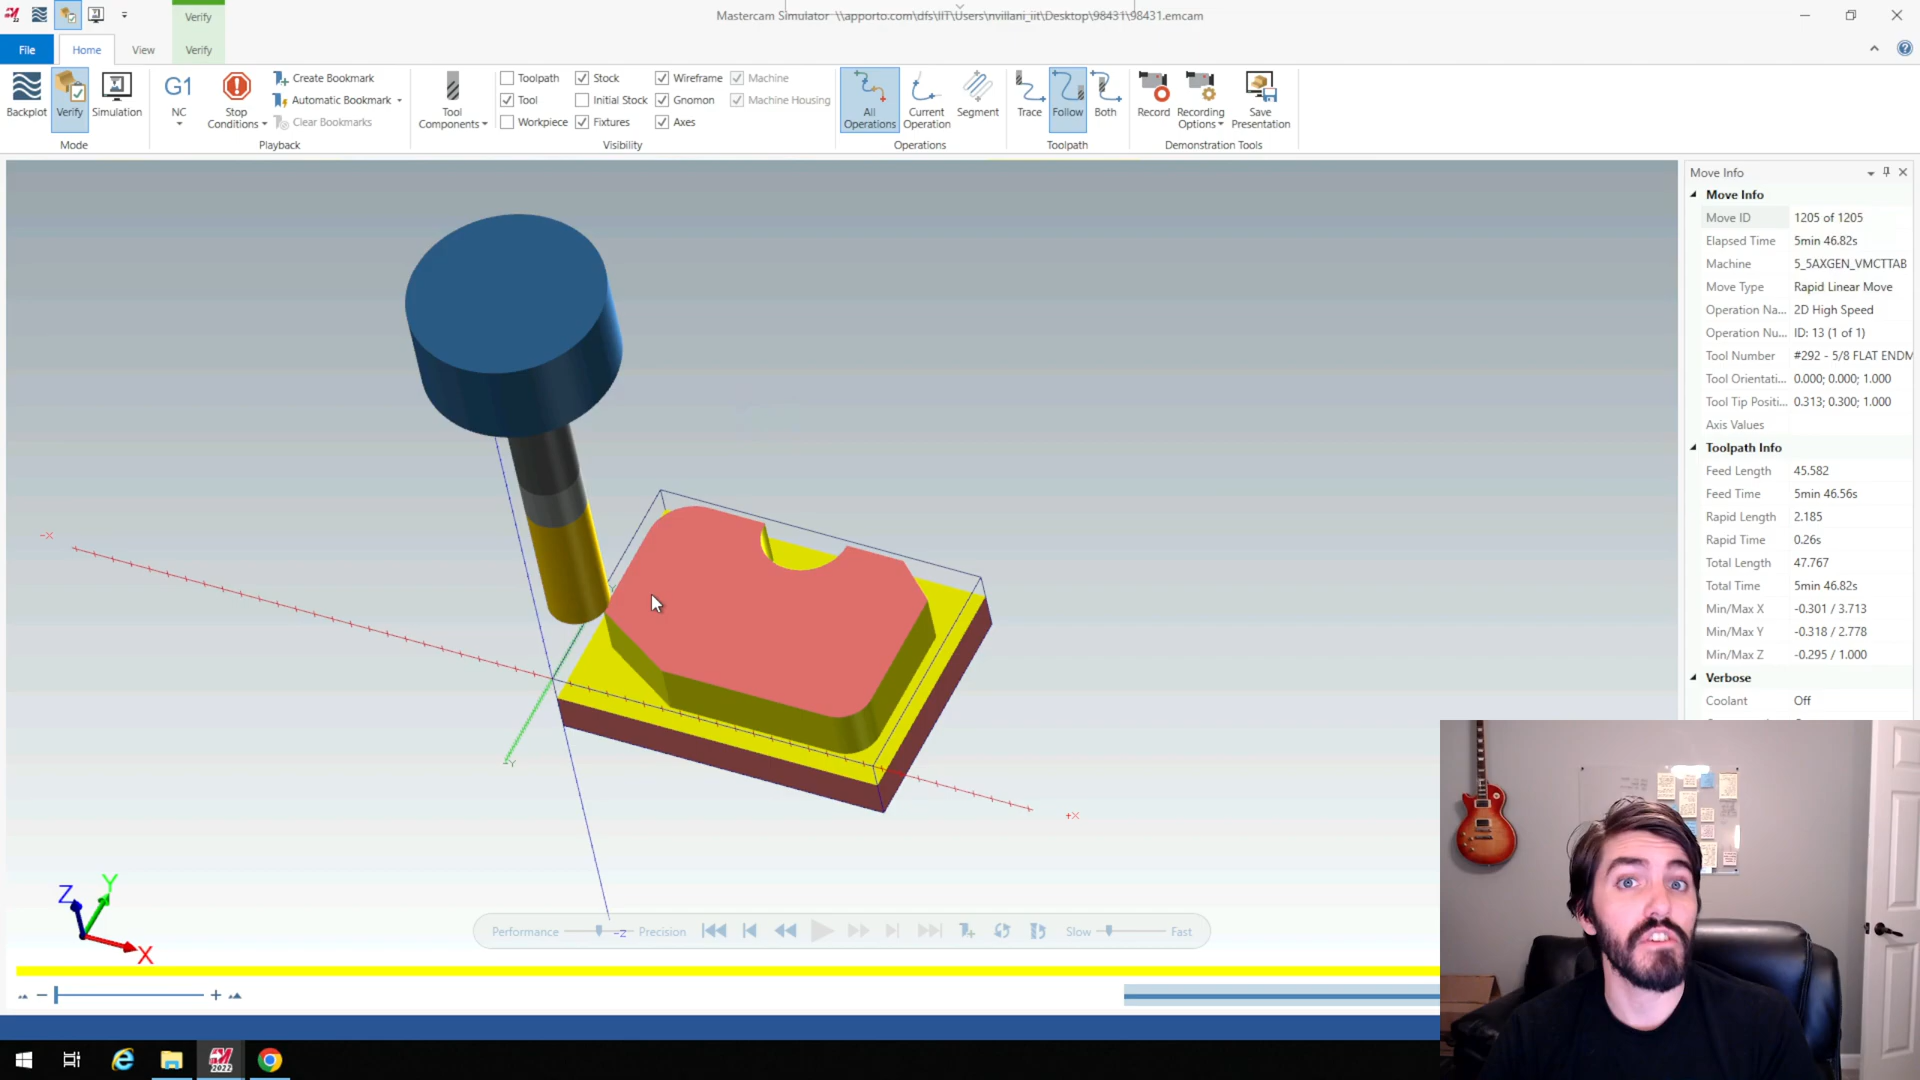 Verify
Mastercam Simulator \\apporto.com\dfs\IIT\Users\nvillani_iit\Desktop\98431\98431.emcam
File
Home
View
Verify
Backplot
Verify
Simulation
Mode
G1
NC
Stop
Conditions
Create Bookmark
Automatic Bookmark
Clear Bookmarks
Playback
Tool
Components
Toolpath
Tool
Workpiece
Stock
Initial Stock
Fixtures
Wireframe
Gnomon
Axes
Machine
Machine Housing
Visibility
All
Operations
Current
Operation
Segment
Operations
Trace
Follow
Both
Toolpath
Record
Recording
Options
Save
Presentation
Demonstration Tools
Move Info
Move Info
Move ID 1205 of 1205
Elapsed Time 5min 46.82s
Machine 5_5AXGEN_VMCTTAB
Move Type Rapid Linear Move
Operation Na... 2D High Speed
Operation Nu... ID: 13 (1 of 1)
Tool Number #292 - 5/8 FLAT ENDM
Tool Orientati... 0.000; 0.000; 1.000
Tool Tip Positi... 0.313; 0.300; 1.000
Axis Values
Toolpath Info
Feed Length 45.582
Feed Time 5min 46.56s
Rapid Length 2.185
Rapid Time 0.26s
Total Length 47.767
Total Time 5min 46.82s
Min/Max X -0.301 / 3.713
Min/Max Y -0.318 / 2.778
Min/Max Z -0.295 / 1.000
Verbose
Coolant Off
-X
+X
-Z
Z
Y
X
Performance
Precision
Slow
Fast
2022